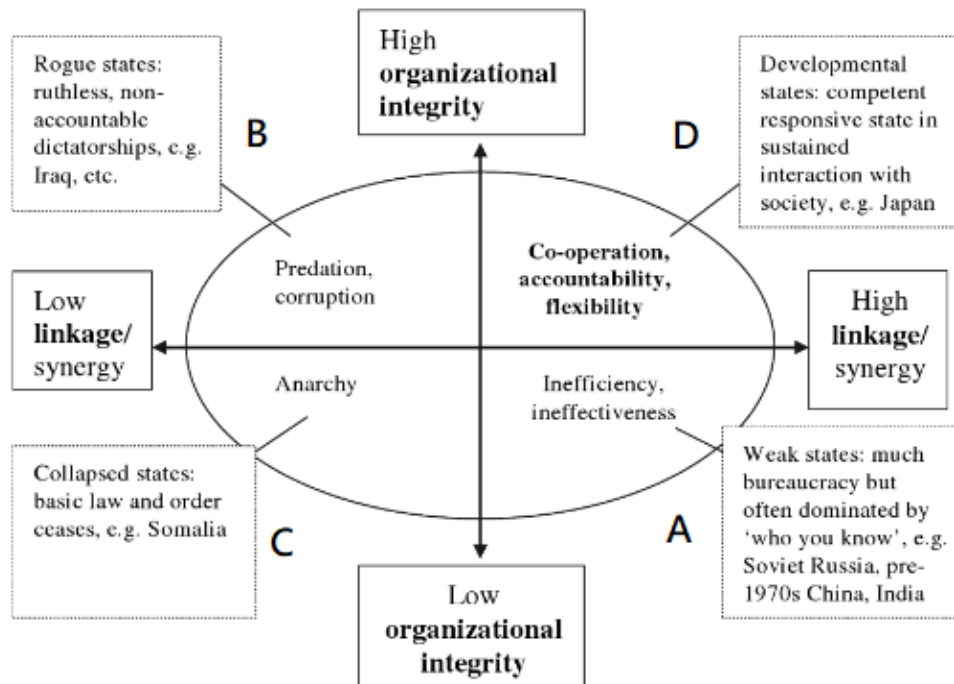 High
organizational
integrity
Rogue states:
ruthless, non-
accountable
dictatorships, e.g.
Iraq, etc.
B
D
Developmental
states: competent
responsive state in
sustained
interaction with
society, e.g. Japan
Predation,
corruption
Co-operation,
accountability,
flexibility
Low
linkage/
synergy
High
linkage/
synergy
Anarchy
Inefficiency,
ineffectiveness
Collapsed states:
basic law and order
ceases, e.g. Somalia
C
A
Weak states: much
bureaucracy but
often dominated by
‘who you know’, e.g.
Soviet Russia, pre-
1970s China, India
Low
organizational
integrity